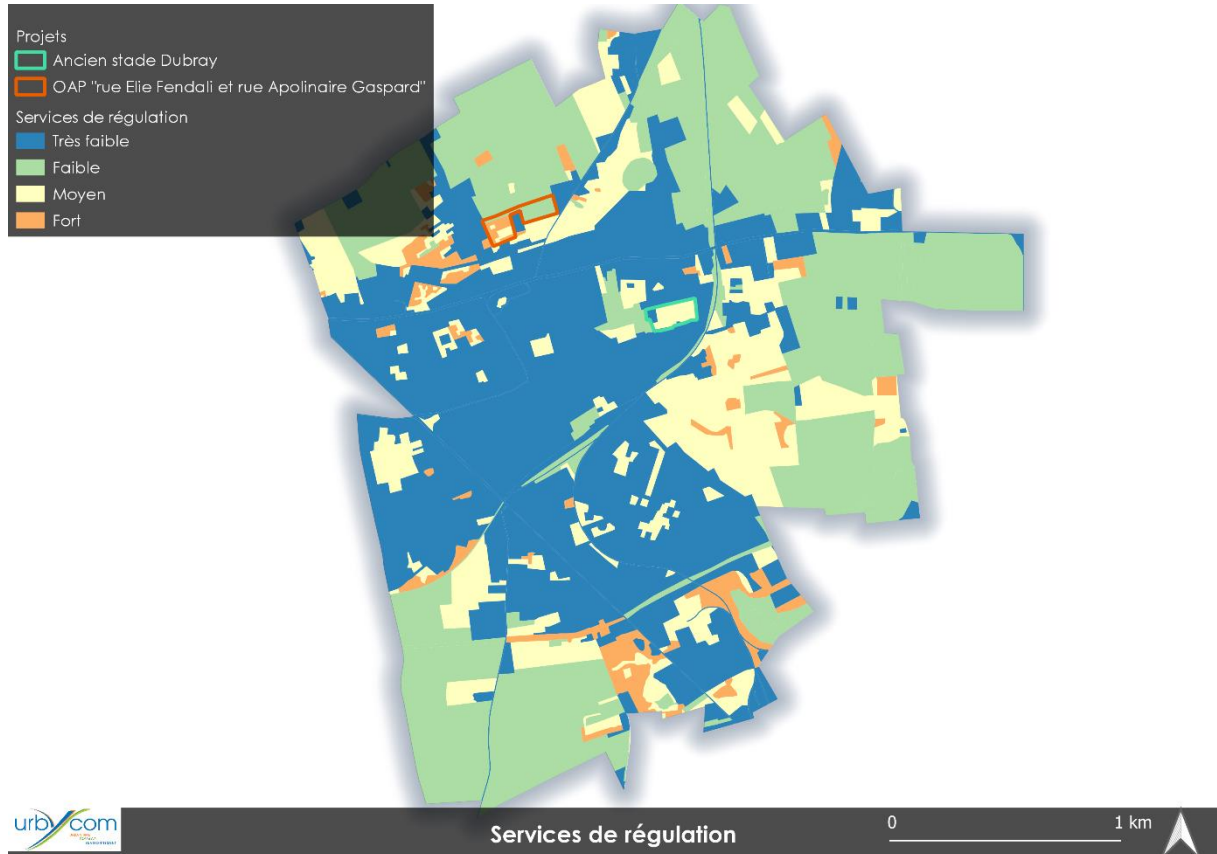 Projets
Ancien stade Dubray
OAP "rue Elie Fendali et rue Apolinaire Gaspard"
Services de régulation
Très faible
Faible
Moyen
Fort
urbycom
Services de régulation
0
1 km